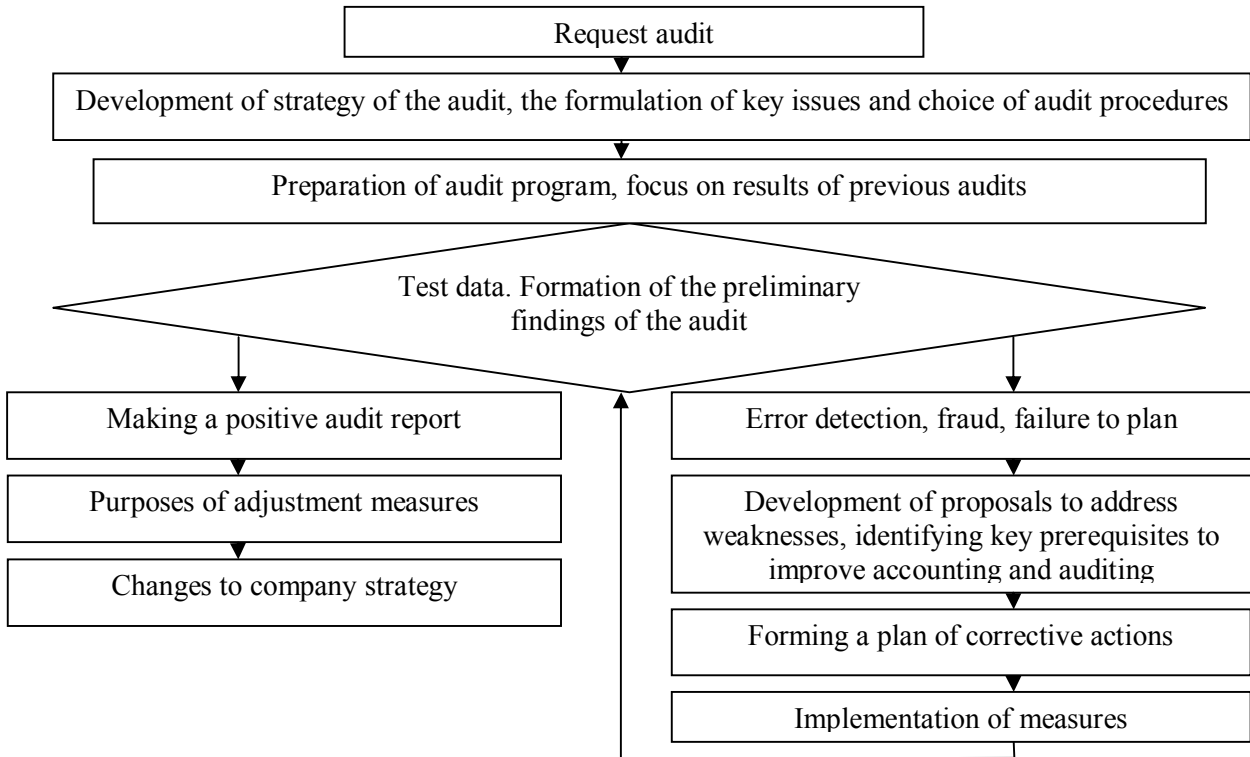 Request audit
Development of strategy of the audit, the formulation of key issues and choice of audit procedures
Preparation of audit program, focus on results of previous audits
Test data. Formation of the preliminary
findings of the audit
Making a positive audit report
Purposes of adjustment measures
Changes to company strategy
Error detection, fraud, failure to plan
Development of proposals to address
weaknesses, identifying key prerequisites to
improve accounting and auditing
Forming a plan of corrective actions
Implementation of measures